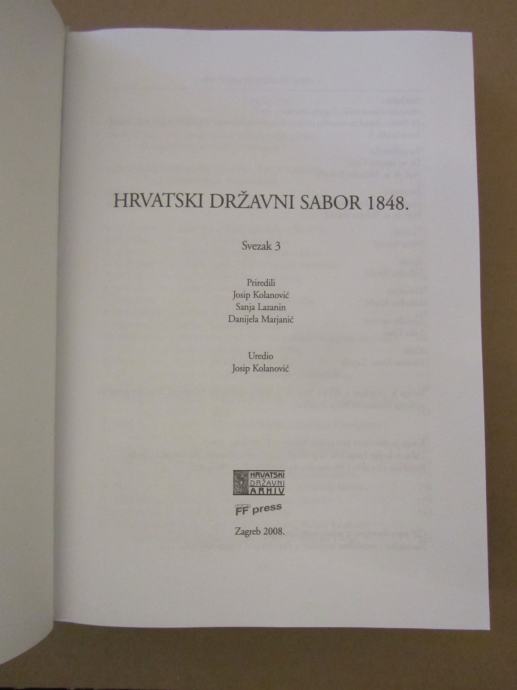 HRVATSKI DRŽAVNI SABOR 1848.
Svezak 3
Priredili
Josip Kolanović
Sanja Lazanin
Danijela Marjanić
Uredio
Josip Kolanović
HRVATSKI
DRŽAVNI
ARHIV
FF press
Zagreb 2008.